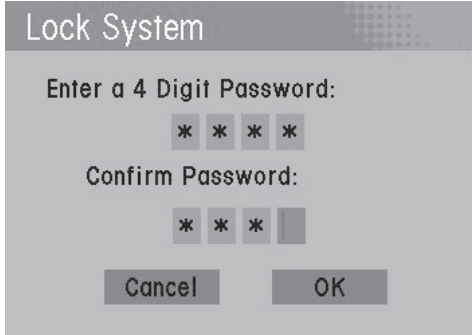 Lock System
Enter a 4 Digit Password:
* * * *
Confirm Password:
* * *
Cancel OK